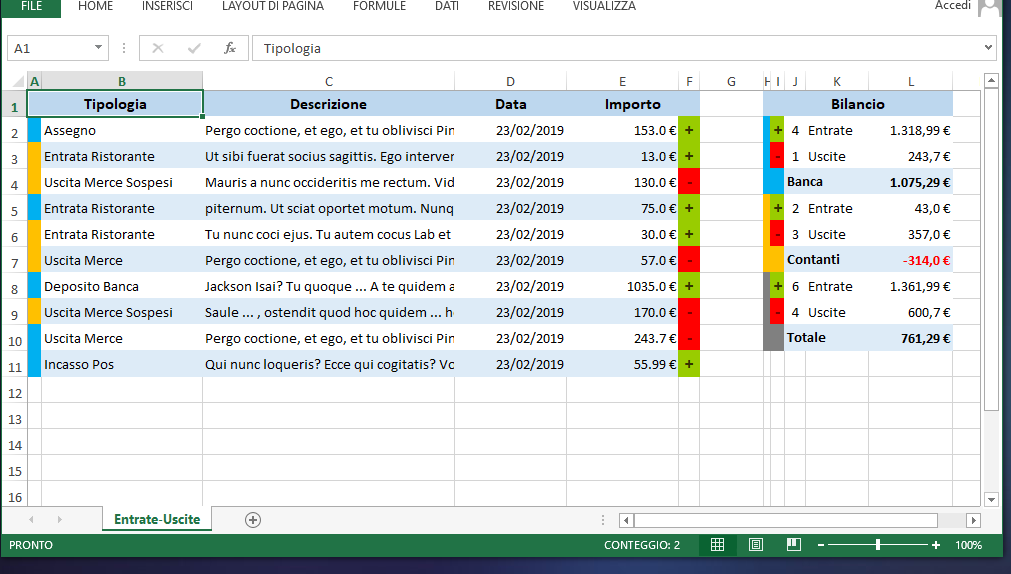 FILE HOME INSERISCI LAYOUT DI PAGINA FORMULE DATI REVISIONE VISUALIZZA Accedi
A1 fx Tipologia
A B C D E F G H I J K L
1 Tipologia Descrizione Data Importo Bilancio
2 Assegno Pergo coctione, et ego, et tu oblivisci Pin 23/02/2019 153.0 € + + 4 Entrate 1.318,99 €
3 Entrata Ristorante Ut sibi fuerat socius sagittis. Ego interver 23/02/2019 13.0 € + - 1 Uscite 243,7 €
4 Uscita Merce Sospesi Mauris a nunc occideritis me rectum. Vid 23/02/2019 130.0 € - Banca 1.075,29 €
5 Entrata Ristorante piternum. Ut sciat oportet motum. Nunq 23/02/2019 75.0 € + + 2 Entrate 43,0 €
6 Entrata Ristorante Tu nunc coci ejus. Tu autem cocus Lab et 23/02/2019 30.0 € + - 3 Uscite 357,0 €
7 Uscita Merce Pergo coctione, et ego, et tu oblivisci Pin 23/02/2019 57.0 € - Contanti -314,0 €
8 Deposito Banca Jackson Isai? Tu quoque ... A te quidem a 23/02/2019 1035.0 € + + 6 Entrate 1.361,99 €
9 Uscita Merce Sospesi Saule ... , ostendit quod hoc quidem ... h 23/02/2019 170.0 € - - 4 Uscite 600,7 €
10 Uscita Merce Pergo coctione, et ego, et tu oblivisci Pin 23/02/2019 243.7 € - Totale 761,29 €
11 Incasso Pos Qui nunc loqueris? Ecce qui cogitatis? Vo 23/02/2019 55.99 € +
12
13
14
15
16
Entrate-Uscite
PRONTO CONTEGGIO: 2 100%